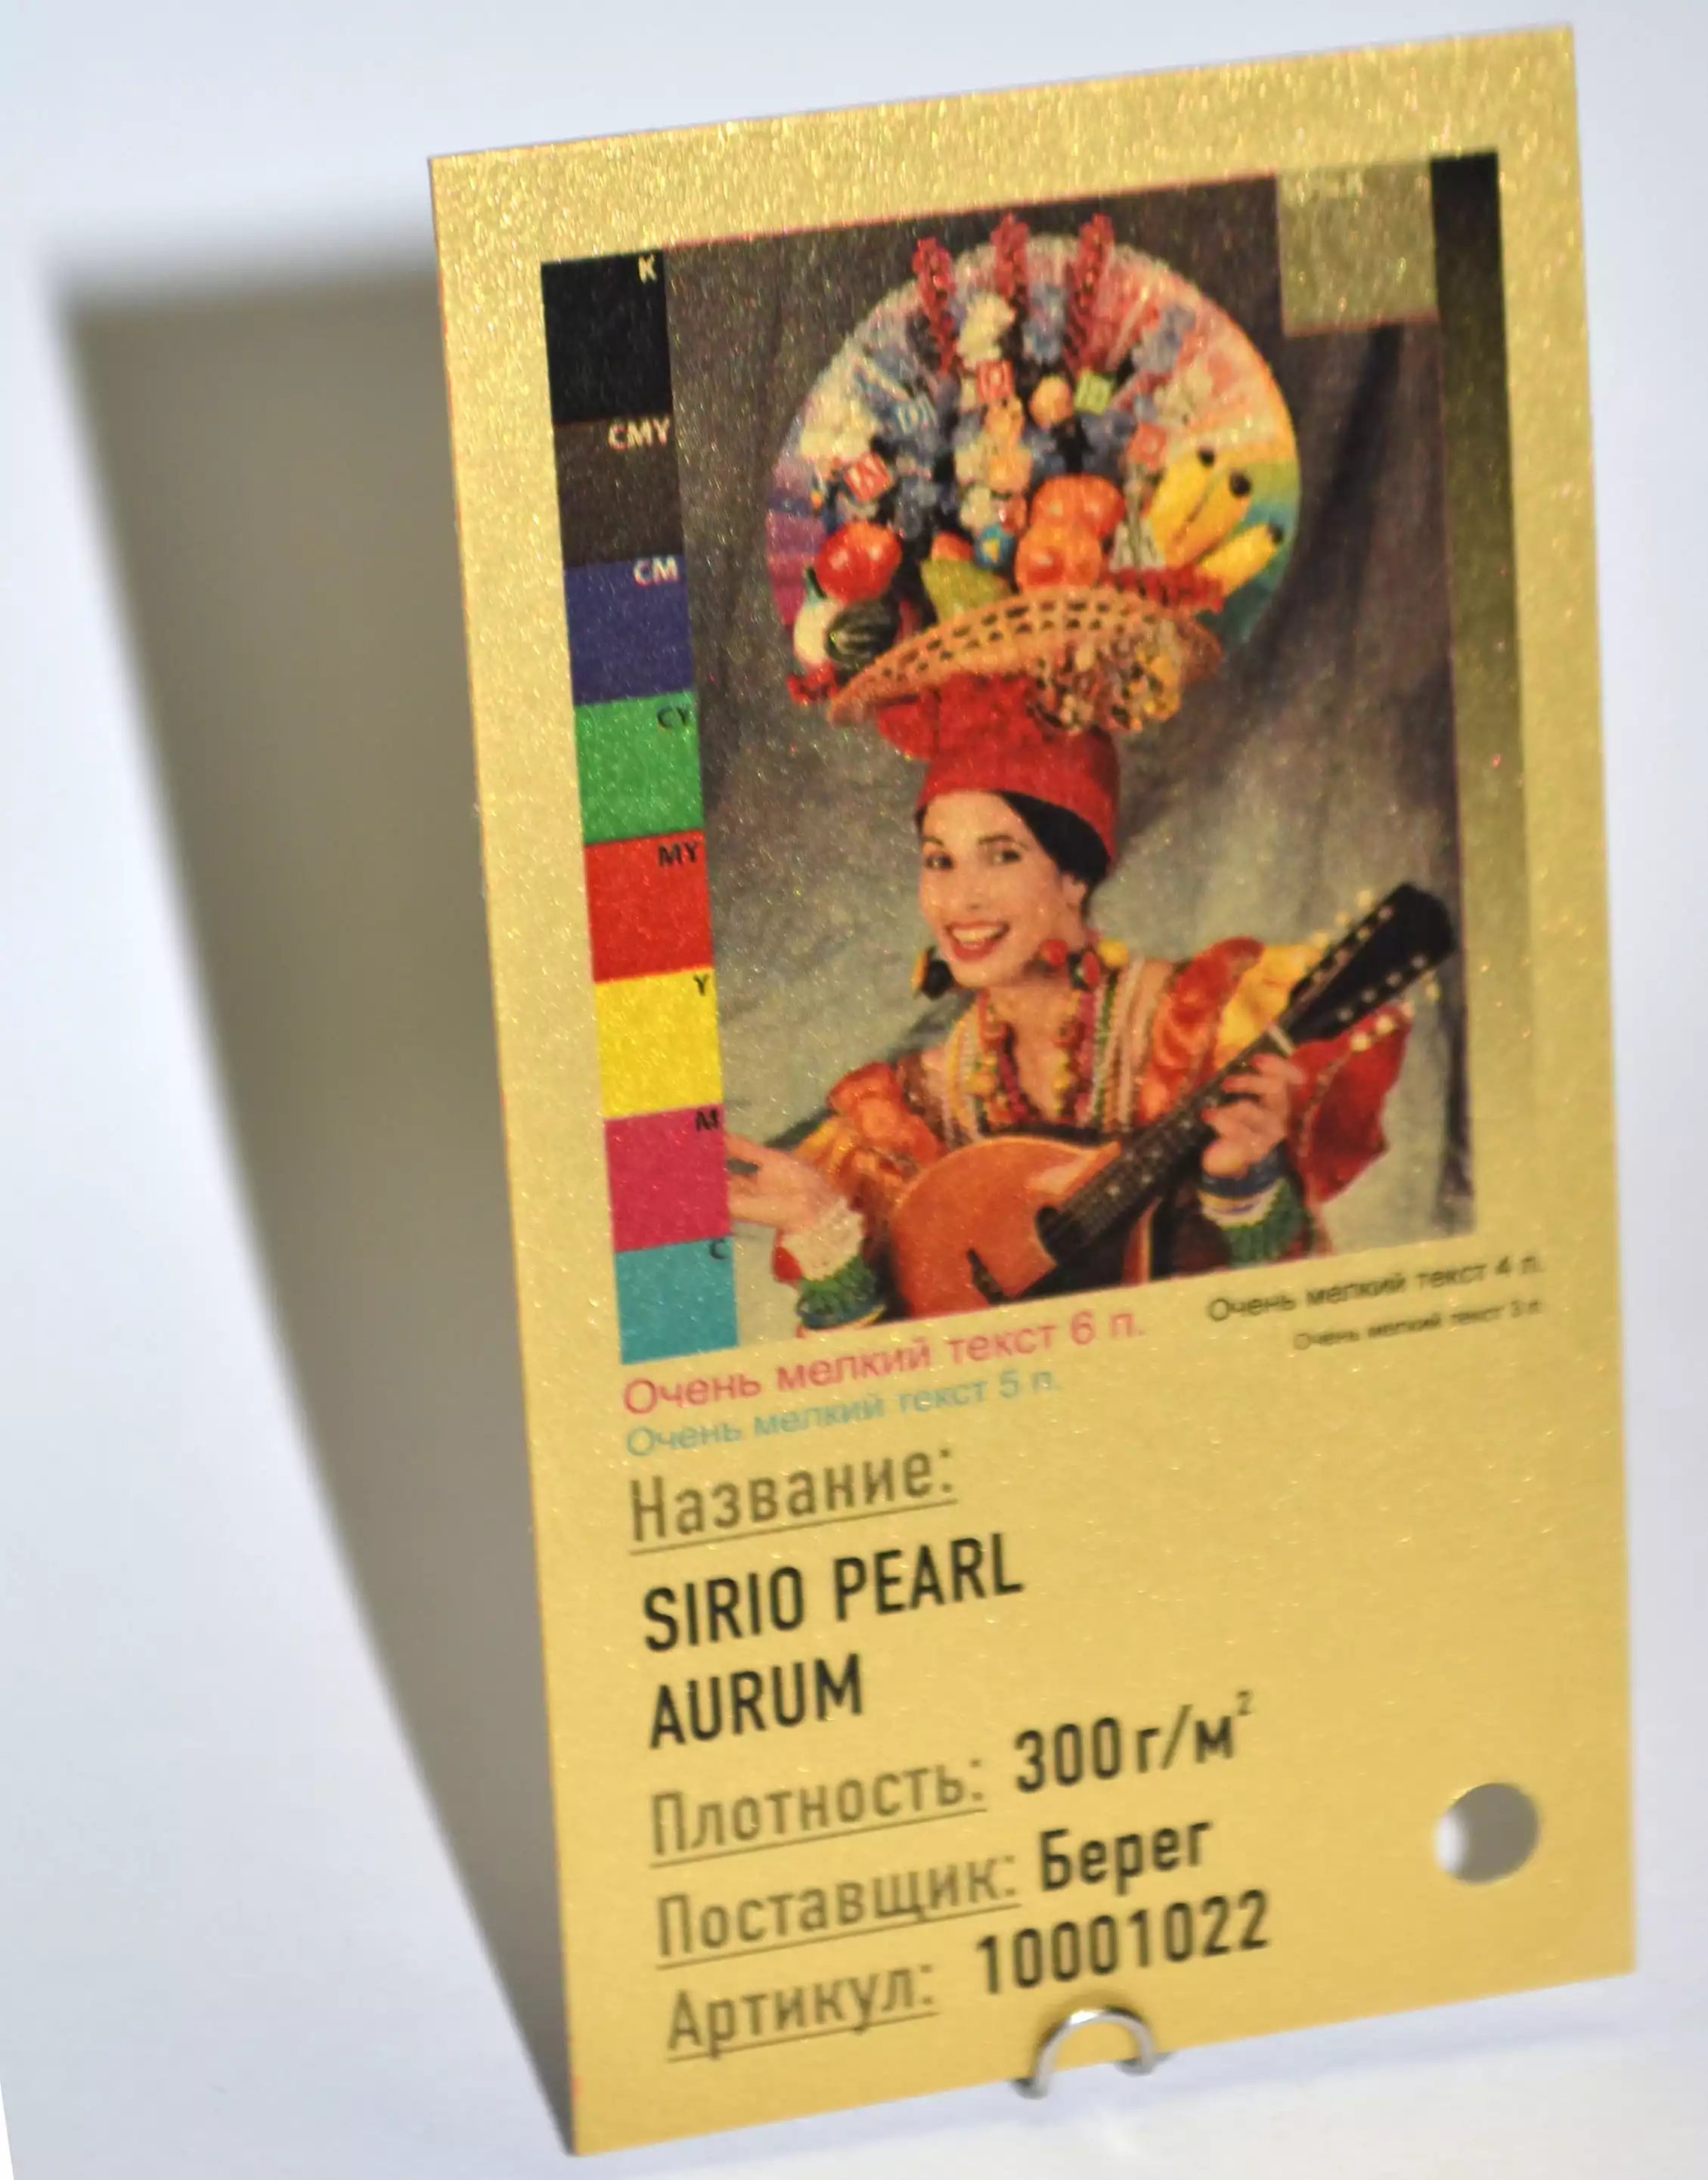 K
CMY
CM
CY
MY
Y
M
C
Очень мелкий текст 6 п.
Очень мелкий текст 5 п.
Очень мелкий текст 4 п.
Очень мелкий текст 3 п.
Название:
SIRIO PEARL
AURUM
Плотность: 300 г/м²
Поставщик: Берег
Артикул: 10001022